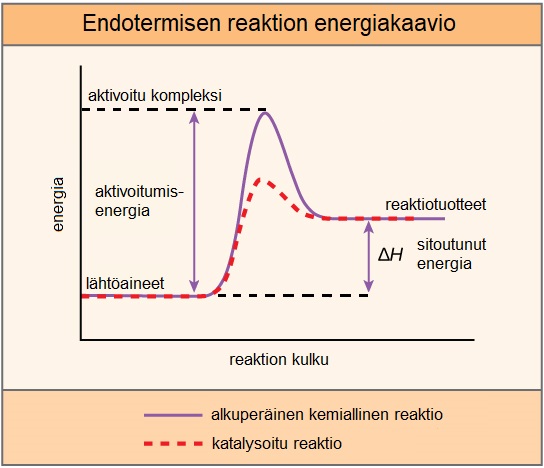 Endotermisen reaktion energiakaavio
aktivoitu kompleksi
aktivoitumis-
energia
energia
reaktiotuotteet
ΔH
sitoutunut
energia
lähtöaineet
reaktion kulku
alkuperäinen kemiallinen reaktio
katalysoitu reaktio